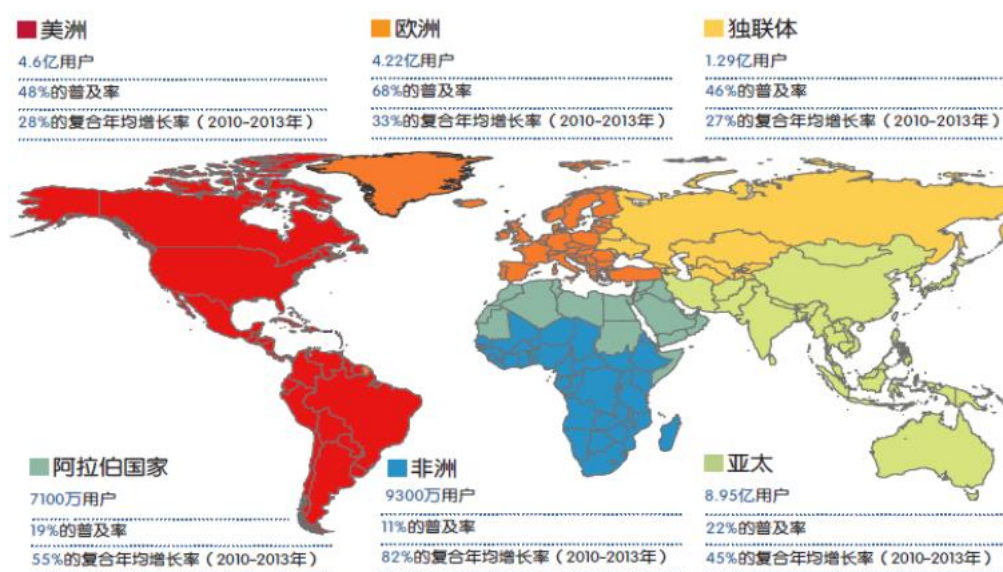 美洲
4.6亿用户
48%的普及率
28%的复合年均增长率（2010-2013年）
欧洲
4.22亿用户
68%的普及率
33%的复合年均增长率（2010-2013年）
独联体
1.29亿用户
46%的普及率
27%的复合年均增长率（2010-2013年）
阿拉伯国家
7100万用户
19%的普及率
55%的复合年均增长率（2010-2013年）
非洲
9300万用户
11%的普及率
82%的复合年均增长率（2010-2013年）
亚太
8.95亿用户
22%的普及率
45%的复合年均增长率（2010-2013年）